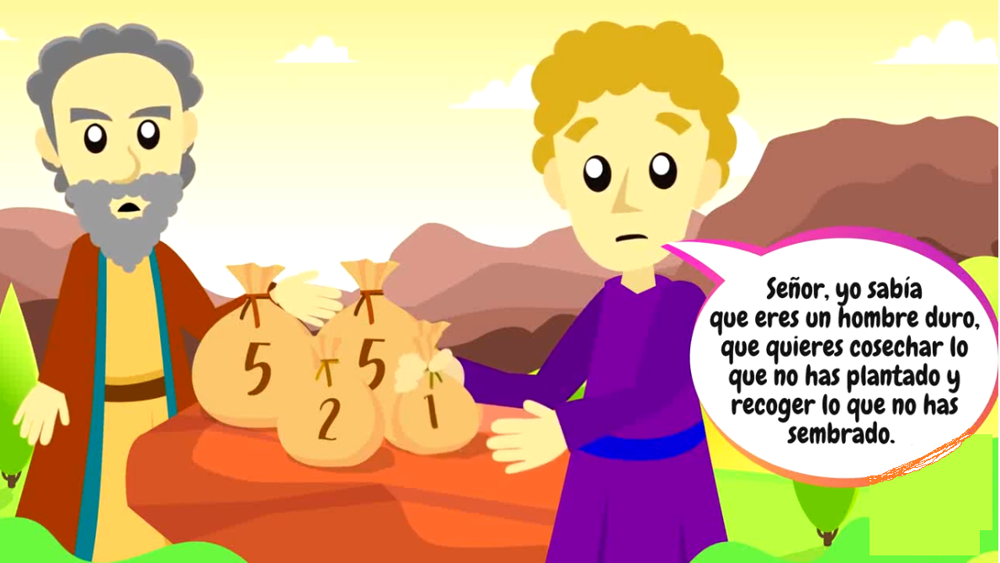 5
5
2
1
Señor, yo sabía
que eres un hombre duro,
que quieres cosechar lo
que no has plantado y
recoger lo que no has
sembrado.